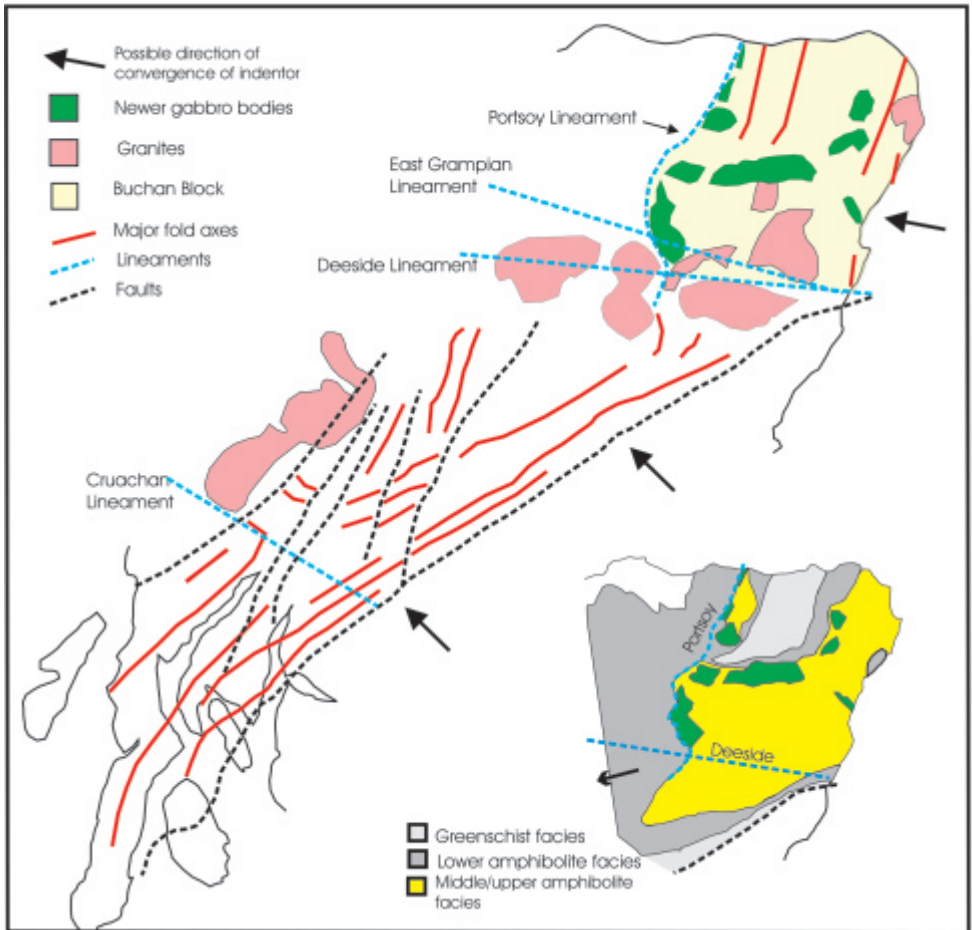 Possible direction of
convergence of indentor
Newer gabbro bodies
Granites
Buchan Block
Major fold axes
Lineaments
Faults
Portsoy Lineament
East Grampian
Lineament
Deeside Lineament
Cruachan
Lineament
Portsoy
Deeside
Greenschist facies
Lower amphibolite facies
Middle/upper amphibolite
facies